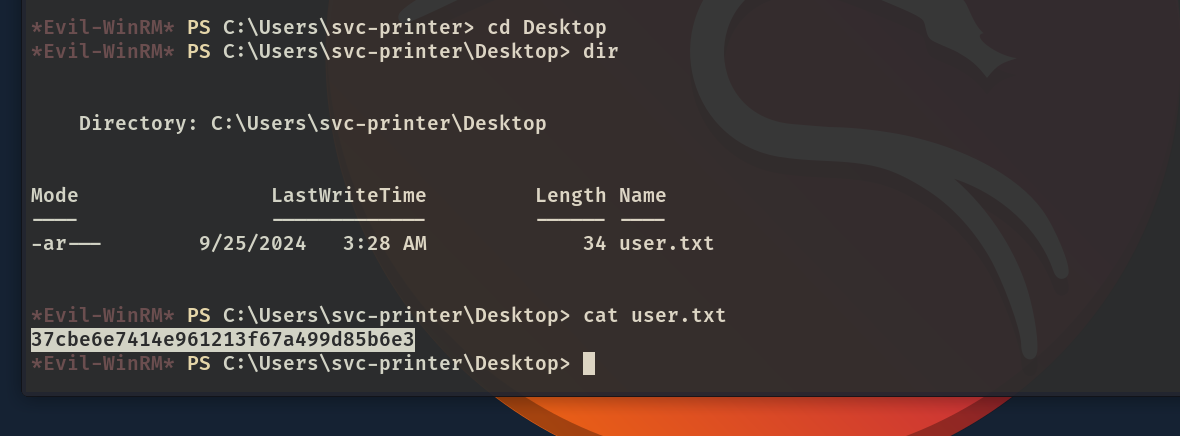 *Evil-WinRM* PS C:\Users\svc-printer> cd Desktop
*Evil-WinRM* PS C:\Users\svc-printer\Desktop> dir
Directory: C:\Users\svc-printer\Desktop
Mode                LastWriteTime         Length Name
----                -------------         ------ ----
-ar---        9/25/2024   3:28 AM             34 user.txt
*Evil-WinRM* PS C:\Users\svc-printer\Desktop> cat user.txt
37cbe6e7414e961213f67a499d85b6e3
*Evil-WinRM* PS C:\Users\svc-printer\Desktop>